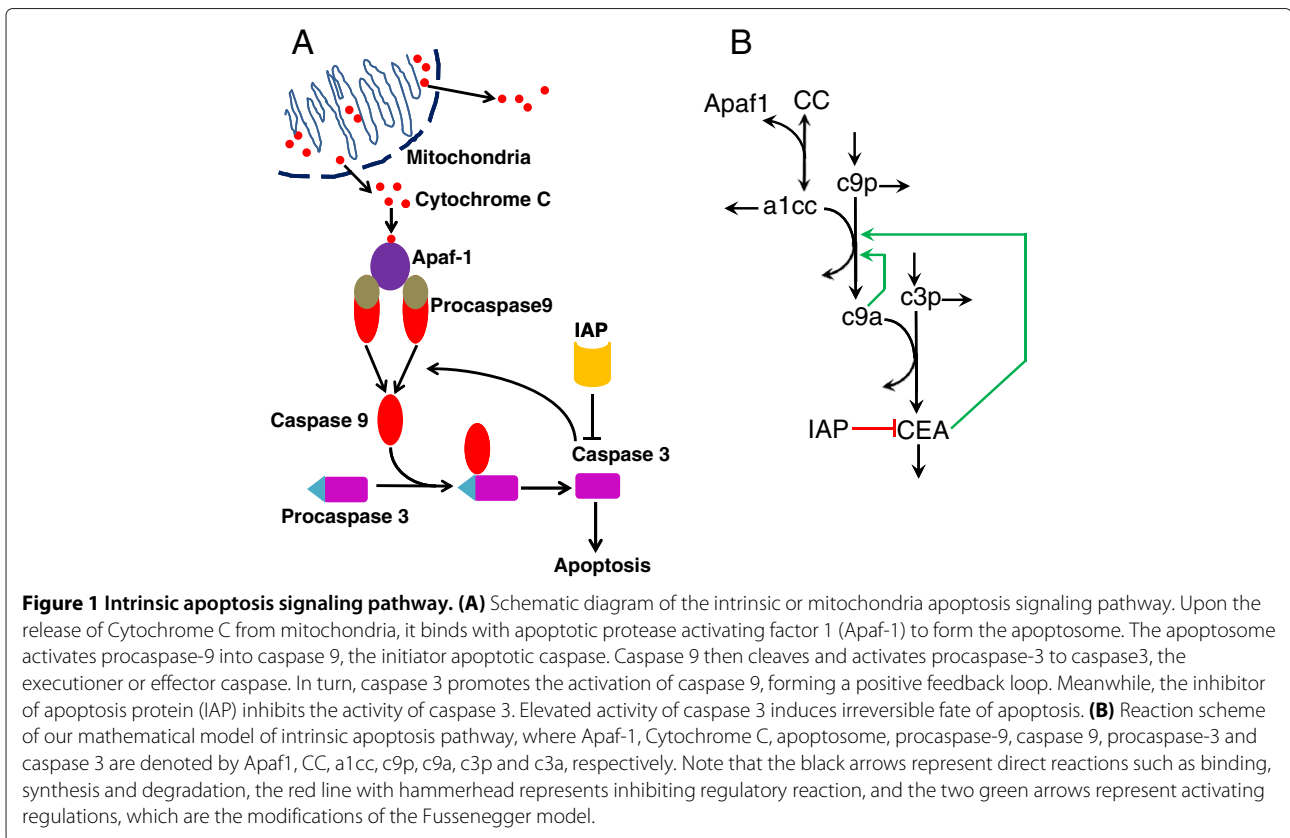 A
Mitochondria
Cytochrome C
Apaf-1
Procaspase9
IAP
Caspase 9
Caspase 3
Procaspase 3
Apoptosis
B
Apaf1 CC
c9p
a1cc
c3p
c9a
IAP CEA
Figure 1 Intrinsic apoptosis signaling pathway. (A) Schematic diagram of the intrinsic or mitochondria apoptosis signaling pathway. Upon the
release of Cytochrome C from mitochondria, it binds with apoptotic protease activating factor 1 (Apaf-1) to form the apoptosome. The apoptosome
activates procaspase-9 into caspase 9, the initiator apoptotic caspase. Caspase 9 then cleaves and activates procaspase-3 to caspase3, the
executioner or effector caspase. In turn, caspase 3 promotes the activation of caspase 9, forming a positive feedback loop. Meanwhile, the inhibitor
of apoptosis protein (IAP) inhibits the activity of caspase 3. Elevated activity of caspase 3 induces irreversible fate of apoptosis. (B) Reaction scheme
of our mathematical model of intrinsic apoptosis pathway, where Apaf-1, Cytochrome C, apoptosome, procaspase-9, caspase 9, procaspase-3 and
caspase 3 are denoted by Apaf1, CC, a1cc, c9p, c9a, c3p and c3a, respectively. Note that the black arrows represent direct reactions such as binding,
synthesis and degradation, the red line with hammerhead represents inhibiting regulatory reaction, and the two green arrows represent activating
regulations, which are the modifications of the Fussenegger model.